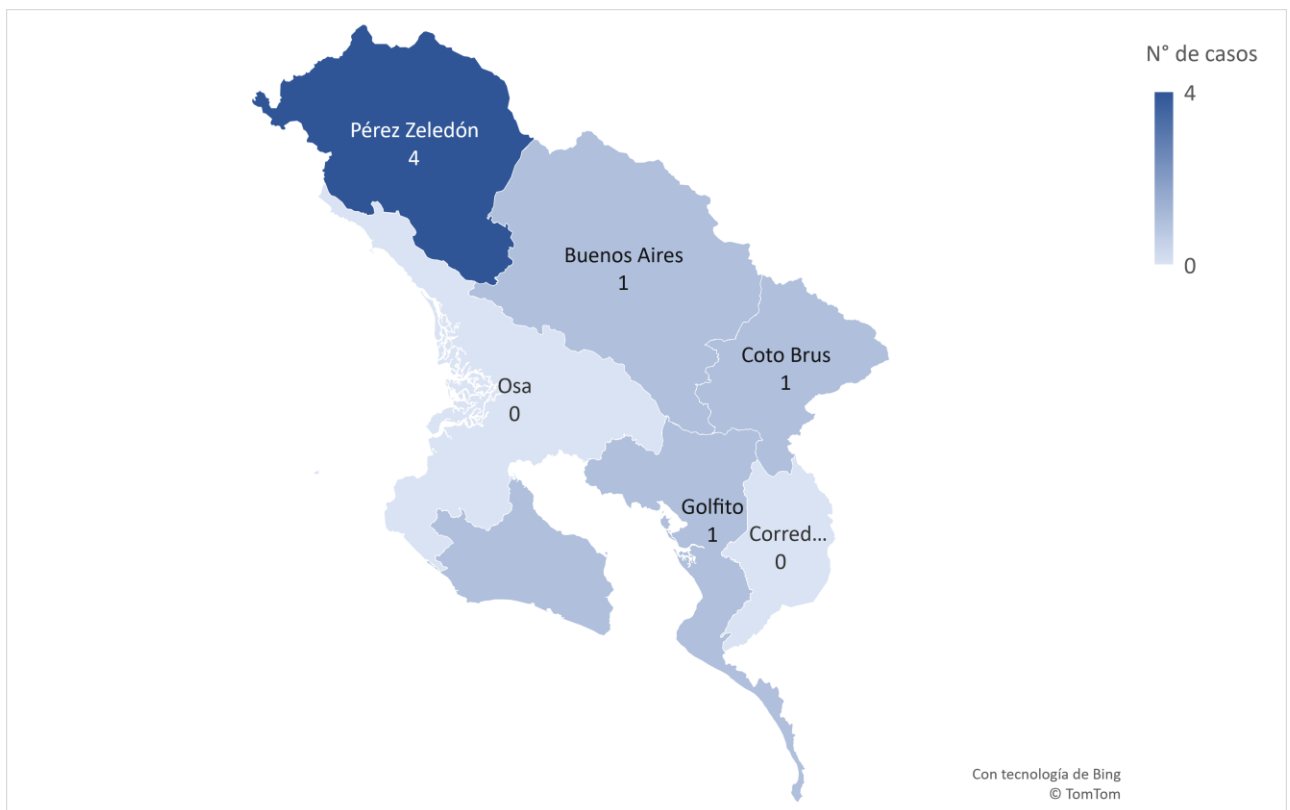 N° de casos
4
0
Pérez Zeledón
4
Buenos Aires
1
Coto Brus
1
Osa
0
Golfito
1
Corred...
0
Con tecnología de Bing
© TomTom